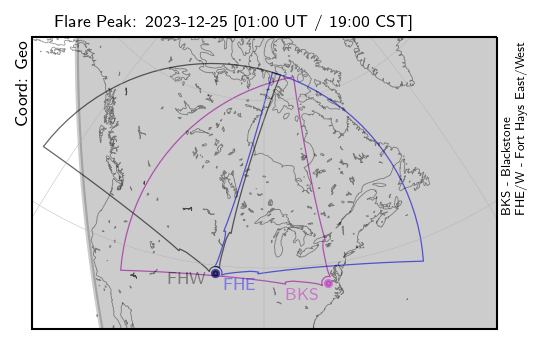 Flare Peak: 2023-12-25 [01:00 UT / 19:00 CST]
Coord: Geo
BKS - Blackstone
FHE/W - Fort Hays East/West
FHW
FHE
BKS